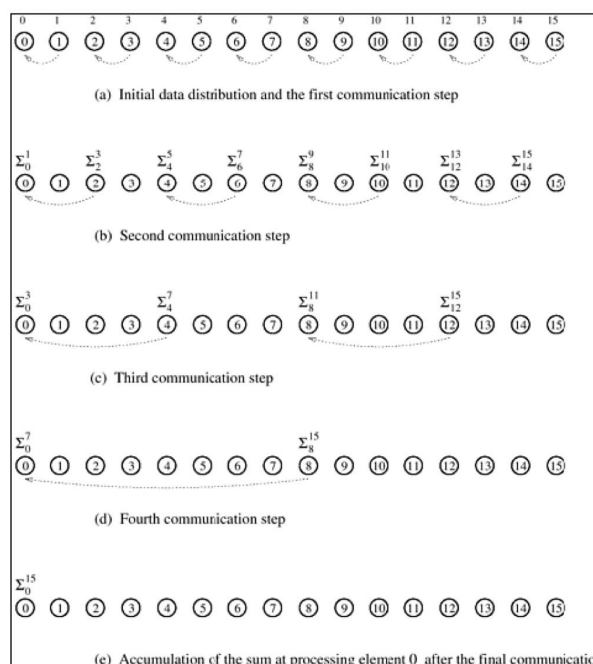 0 1 2 3 4 5 6 7 8 9 10 11 12 13 14 15
0 1 2 3 4 5 6 7 8 9 10 11 12 13 14 15
(a) Initial data distribution and the first communication step
Σ₀¹ Σ₂³ Σ₄⁵ Σ₆⁷ Σ₈⁹ Σ₁₀¹¹ Σ₁₂¹³ Σ₁₄¹⁵
0 1 2 3 4 5 6 7 8 9 10 11 12 13 14 15
(b) Second communication step
Σ₀³ Σ₄⁷ Σ₈¹¹ Σ₁₂¹⁵
0 1 2 3 4 5 6 7 8 9 10 11 12 13 14 15
(c) Third communication step
Σ₀⁷ Σ₈¹⁵
0 1 2 3 4 5 6 7 8 9 10 11 12 13 14 15
(d) Fourth communication step
Σ₀¹⁵
0 1 2 3 4 5 6 7 8 9 10 11 12 13 14 15
(e) Accumulation of the sum at processing element 0 after the final communicatio